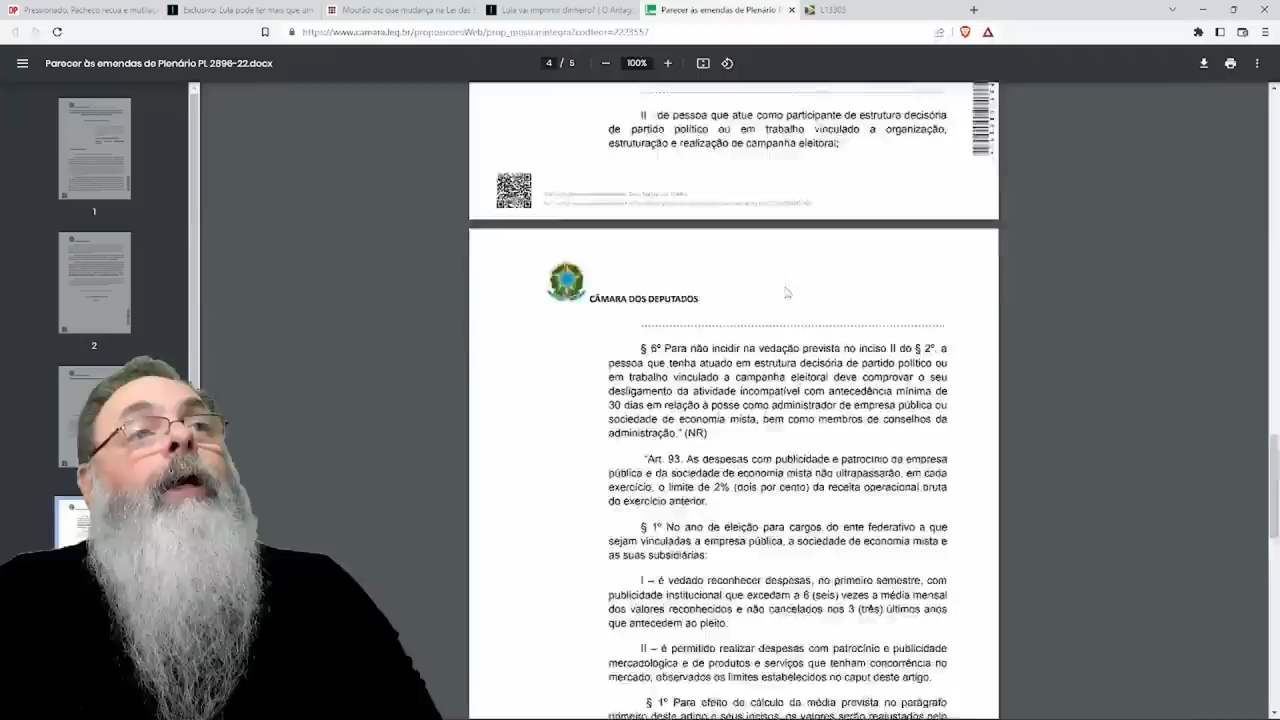 Pressionado, Pacheco recua e mutilaç
Exclusivo: Lula pode ter mais que um
Mourão diz que mudança na Lei das
Lula vai imprimir dinheiro? | O Antag
Parecer às emendas de Plenário P
L13303
https://www.camara.leg.br/proposicoesWeb/prop_mostrarintegra?codteor=2223557
Parecer às emendas de Plenário PL 2896-22.docx
4 / 5
100%
1
2
II de pessoa que atue como participante de estrutura decisória
de partido político ou em trabalho vinculado a organização,
estruturação e realização de campanha eleitoral;
CÂMARA DOS DEPUTADOS
§ 6º Para não incidir na vedação prevista no inciso II do § 2º, a
pessoa que tenha atuado em estrutura decisória de partido político ou
em trabalho vinculado a campanha eleitoral deve comprovar o seu
desligamento da atividade incompatível com antecedência mínima de
30 dias em relação à posse como administrador de empresa pública ou
sociedade de economia mista, bem como membros de conselhos da
administração." (NR)
"Art. 93. As despesas com publicidade e patrocínio da empresa
pública e da sociedade de economia mista não ultrapassarão, em cada
exercício, o limite de 2% (dois por cento) da receita operacional bruta
do exercício anterior.
§ 1º No ano de eleição para cargos do ente federativo a que
sejam vinculadas a empresa pública, a sociedade de economia mista e
as suas subsidiárias:
I – é vedado reconhecer despesas, no primeiro semestre, com
publicidade institucional que excedam a 6 (seis) vezes a média mensal
dos valores reconhecidos e não cancelados nos 3 (três) últimos anos
que antecedem ao pleito.
II – é permitido realizar despesas com patrocínio e publicidade
mercadológica e de produtos e serviços que tenham concorrência no
mercado, observados os limites estabelecidos no caput deste artigo.
§ 1º Para efeito de cálculo da média prevista no parágrafo
primeiro deste artigo e seus incisos, os valores serão reajustados pelo